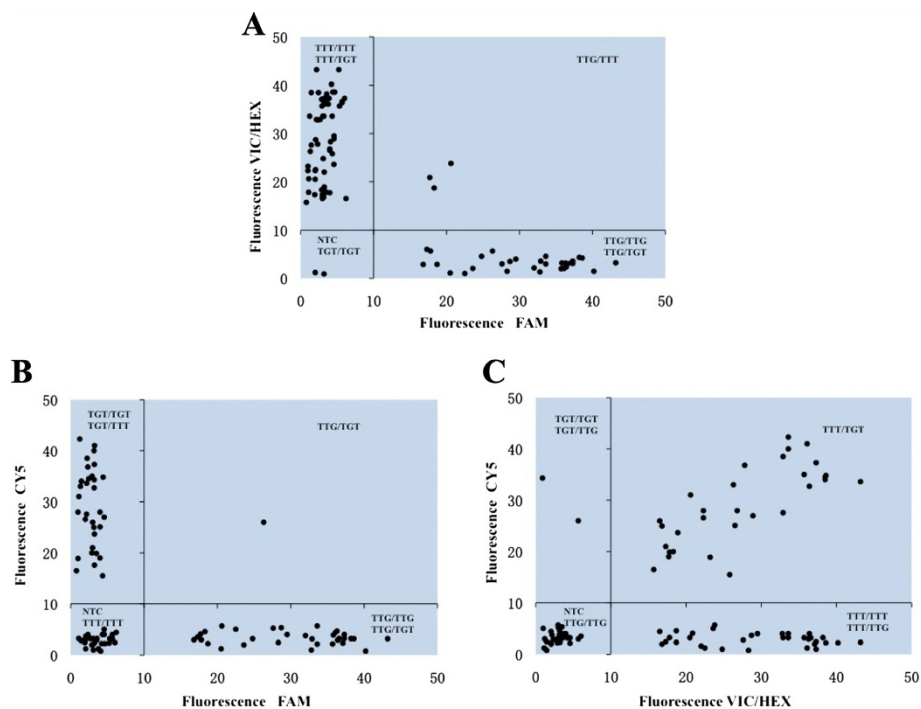 A
TTT/TTT
TTT/TGT
TTG/TTT
NTC
TGT/TGT
TTG/TTG
TTG/TGT
Fluorescence VIC/HEX
50
40
30
20
10
0
0 10 20 30 40 50
Fluorescence FAM
B
TGT/TGT
TGT/TTT
TTG/TGT
NTC
TTT/TTT
TTG/TTG
TTG/TGT
Fluorescence CY5
50
40
30
20
10
0
0 10 20 30 40 50
Fluorescence FAM
C
TGT/TGT
TGT/TTG
TTT/TGT
NTC
TTG/TTG
TTT/TTT
TTT/TTG
Fluorescence CY5
50
40
30
20
10
0
0 10 20 30 40 50
Fluorescence VIC/HEX